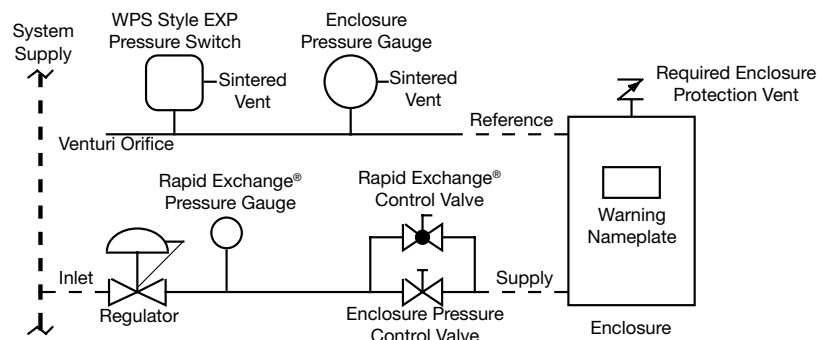 System
Supply
WPS Style EXP
Pressure Switch
Sintered
Vent
Enclosure
Pressure Gauge
Sintered
Vent
Required Enclosure
Protection Vent
Reference
Venturi Orifice
Rapid Exchange®
Pressure Gauge
Rapid Exchange®
Control Valve
Warning
Nameplate
Inlet
Supply
Regulator
Enclosure Pressure
Control Valve
Enclosure